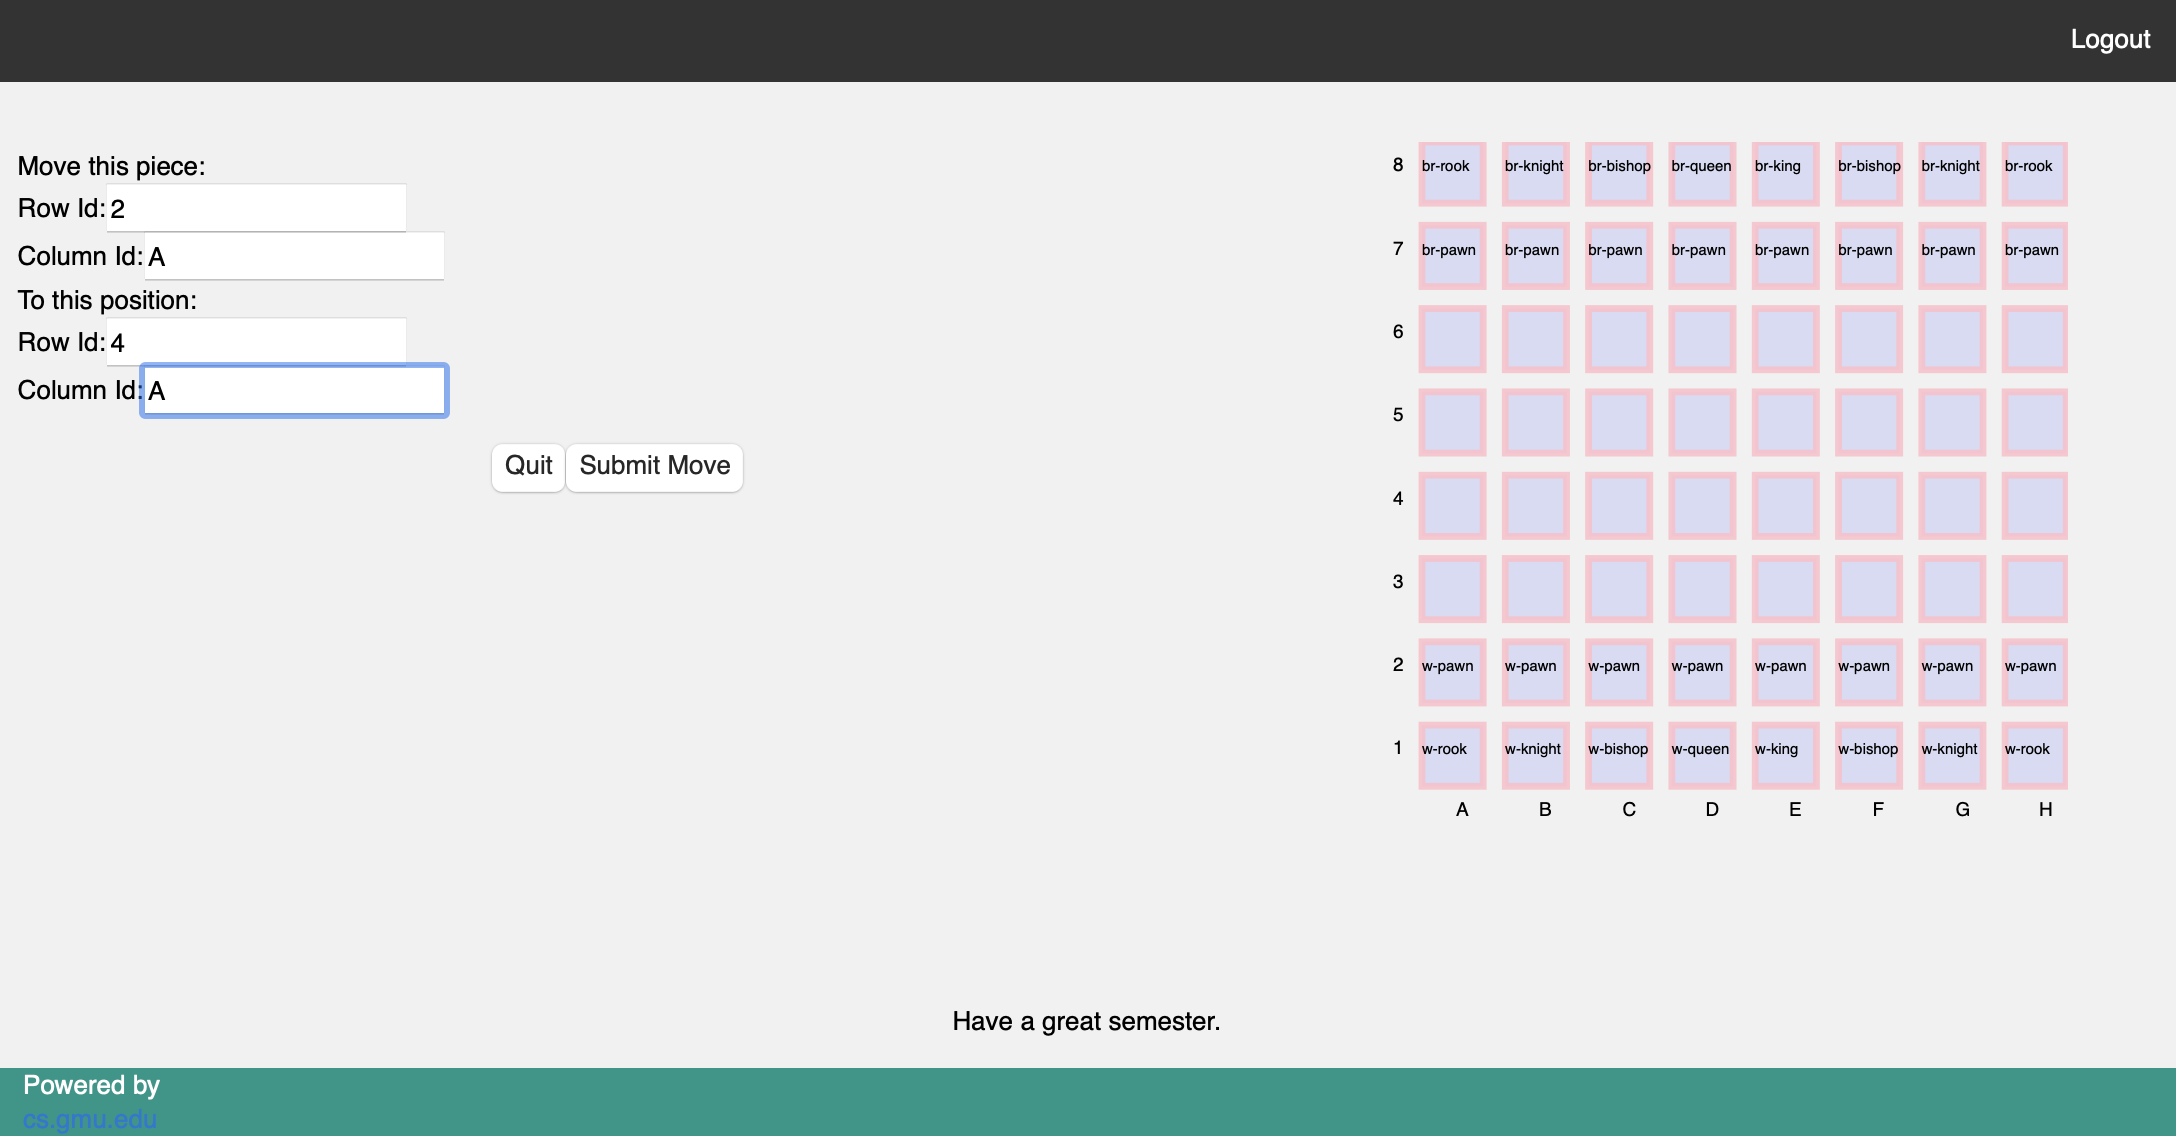 Logout
Move this piece:
Row Id: 2
Column Id: A
To this position:
Row Id: 4
Column Id: A
Quit Submit Move
8 br-rook br-knight br-bishop br-queen br-king br-bishop br-knight br-rook
7 br-pawn br-pawn br-pawn br-pawn br-pawn br-pawn br-pawn br-pawn
6
5
4
3
2 w-pawn w-pawn w-pawn w-pawn w-pawn w-pawn w-pawn w-pawn
1 w-rook w-knight w-bishop w-queen w-king w-bishop w-knight w-rook
A B C D E F G H
Have a great semester.
Powered by
cs.gmu.edu